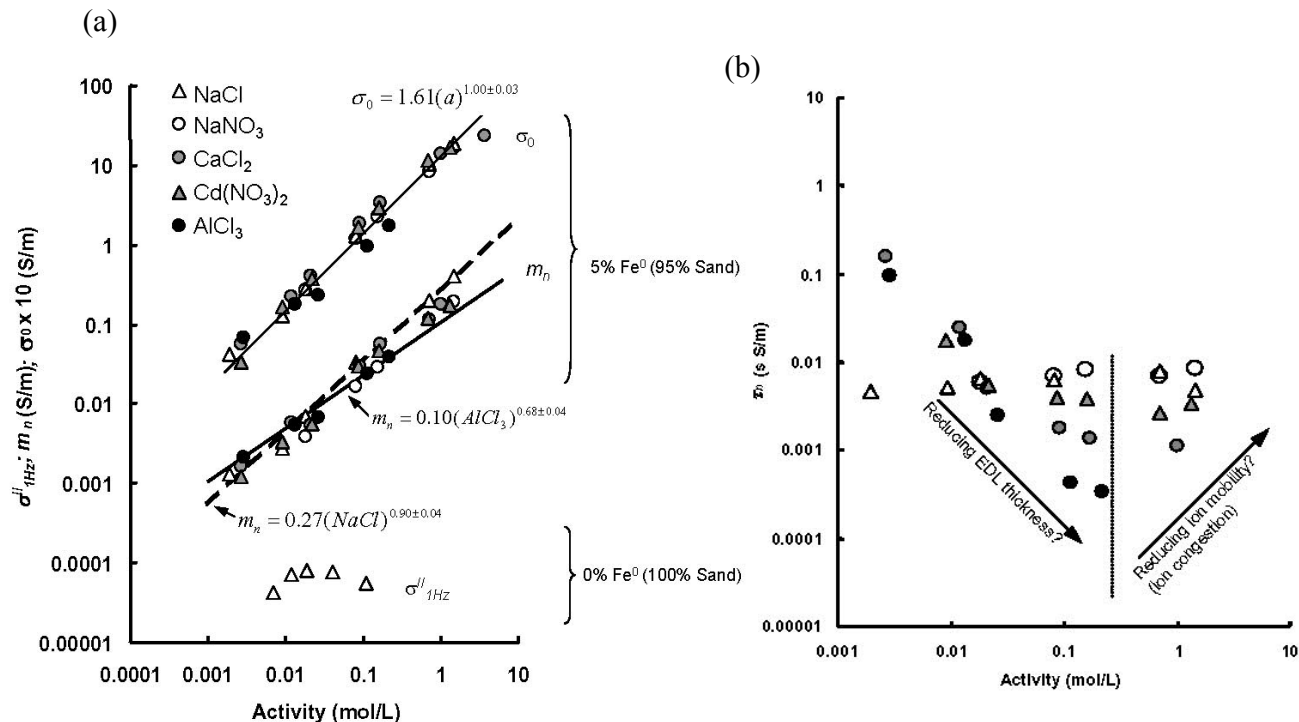 (a)
100
10
1
0.1
0.01
0.001
0.0001
0.00001
σ//1Hz; mn (S/m); σ0 x 10 (S/m)
NaCl
NaNO3
CaCl2
Cd(NO3)2
AlCl3
σ0 = 1.61(a)1.00±0.03
σ0
mn
5% Fe0 (95% Sand)
mn = 0.10(AlCl3)0.68±0.04
mn = 0.27(NaCl)0.90±0.04
σ//1Hz
0% Fe0 (100% Sand)
0.0001 0.001 0.01 0.1 1 10
Activity (mol/L)
(b)
10
1
0.1
0.01
0.001
0.0001
0.00001
(s S/m)
Reducing EDL thickness?
Reducing ion mobility?
(Ion congestion)
0.001 0.01 0.1 1 10
Activity (mol/L)